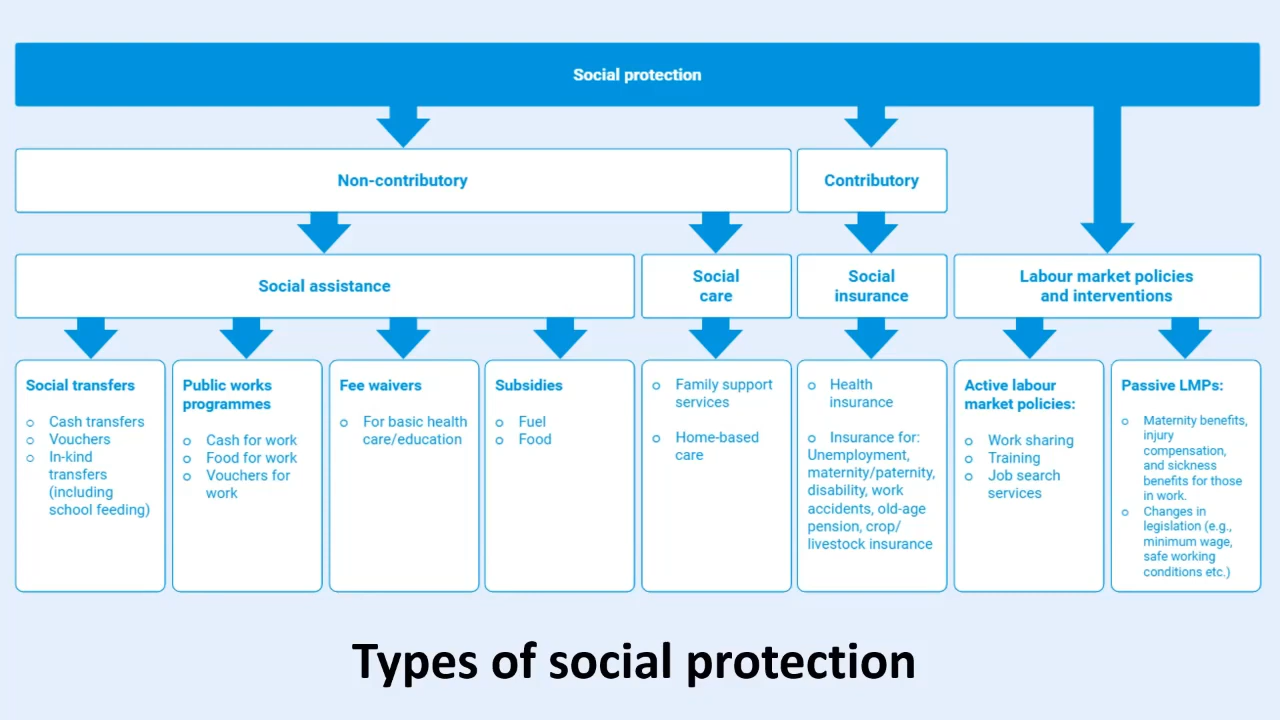 Social protection
Non-contributory
Contributory
Social assistance
Social
care
Social
insurance
Labour market policies
and interventions
Social transfers
o Cash transfers
o Vouchers
o In-kind
transfers
(including
school feeding)
Public works
programmes
o Cash for work
o Food for work
o Vouchers for
work
Fee waivers
o For basic health
care/education
Subsidies
o Fuel
o Food
o Family support
services
o Home-based
care
o Health
insurance
o Insurance for:
Unemployment,
maternity/paternity,
disability, work
accidents, old-age
pension, crop/
livestock insurance
Active labour
market policies:
o Work sharing
o Training
o Job search
services
Passive LMPs:
o Maternity benefits,
injury
compensation,
and sickness
benefits for those
in work.
o Changes in
legislation (e.g.,
minimum wage,
safe working
conditions etc.)
Types of social protection